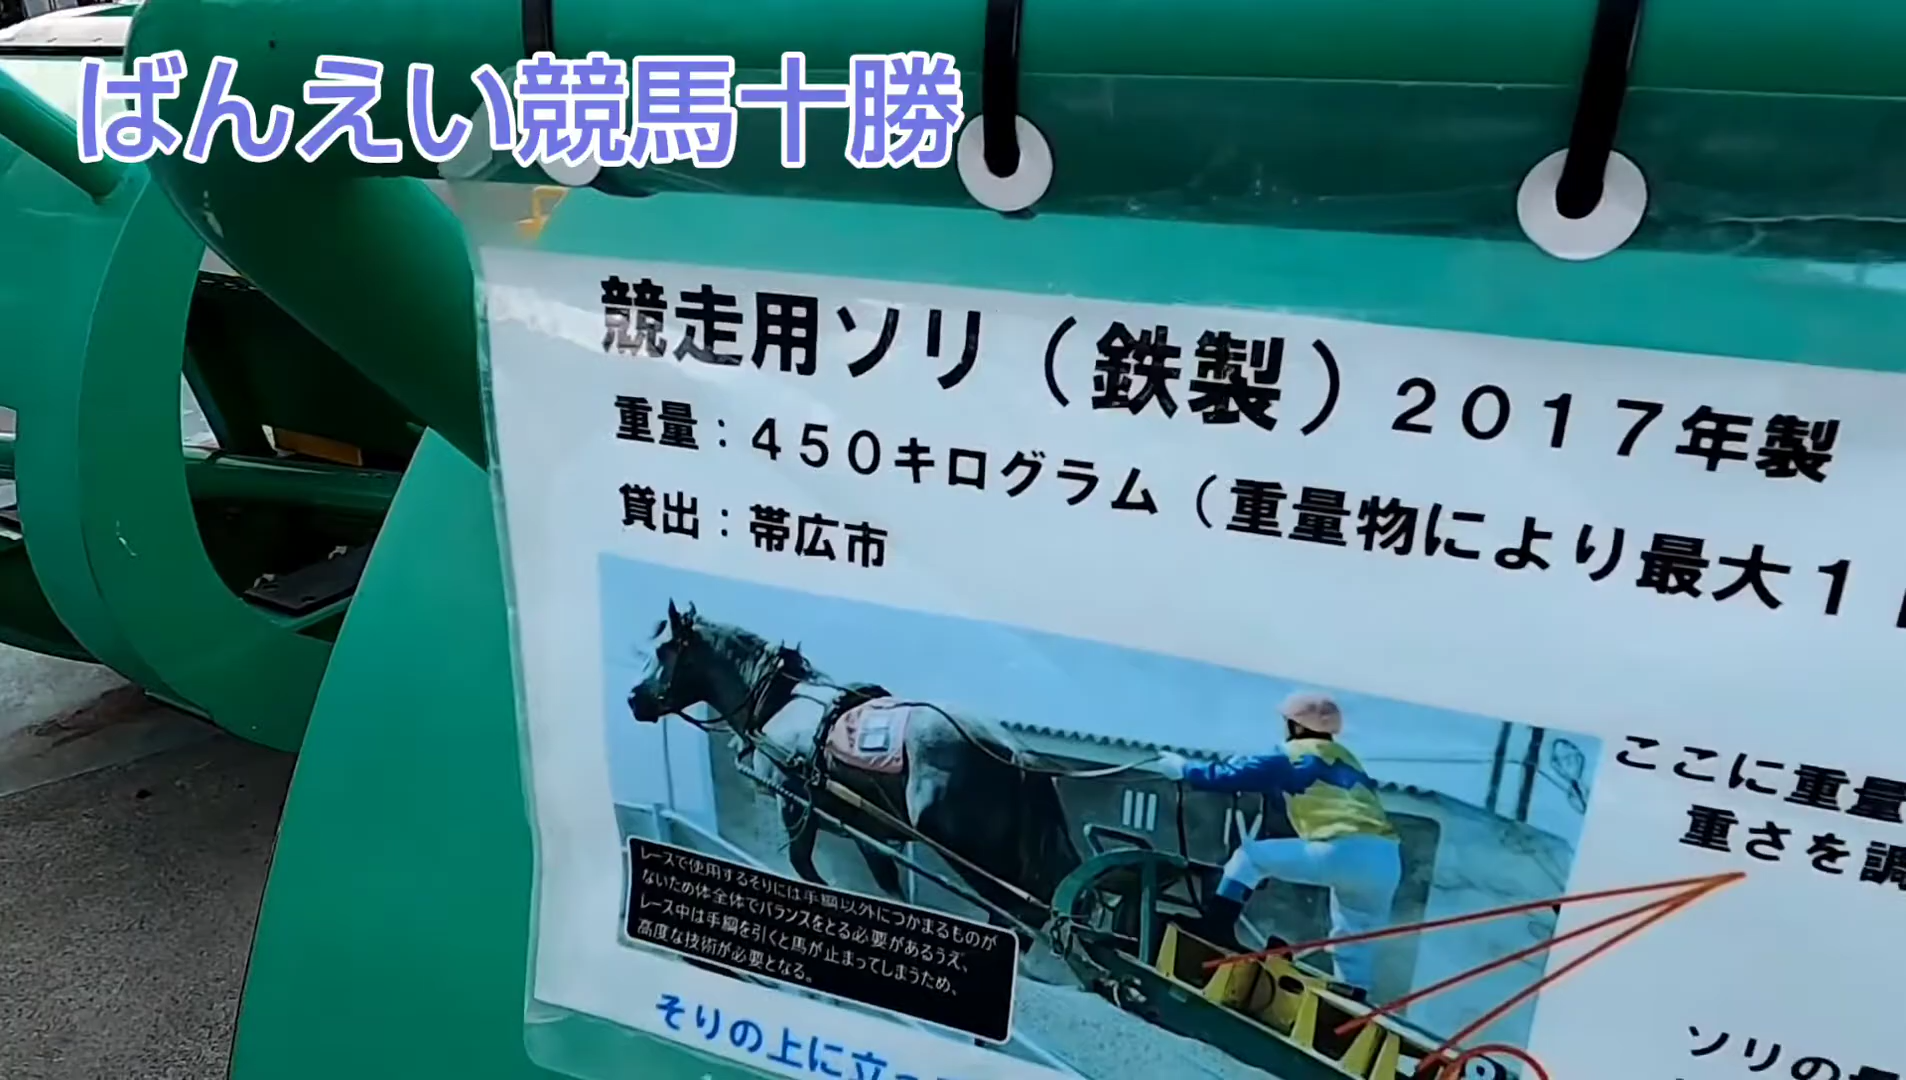 ばんえい競馬十勝
競走用ソリ（鉄製）２０１７年製
重量：４５０キログラム（重量物により最大１
貸出：帯広市
ここに重量
重さを調
レースで使用するそりには手綱以外につかまるものが
ないため体全体でバランスをとる必要があるうえ、
レース中は手綱を引くと馬が止まってしまうため、
高度な技術が必要となる。
そりの上に立
ソリの